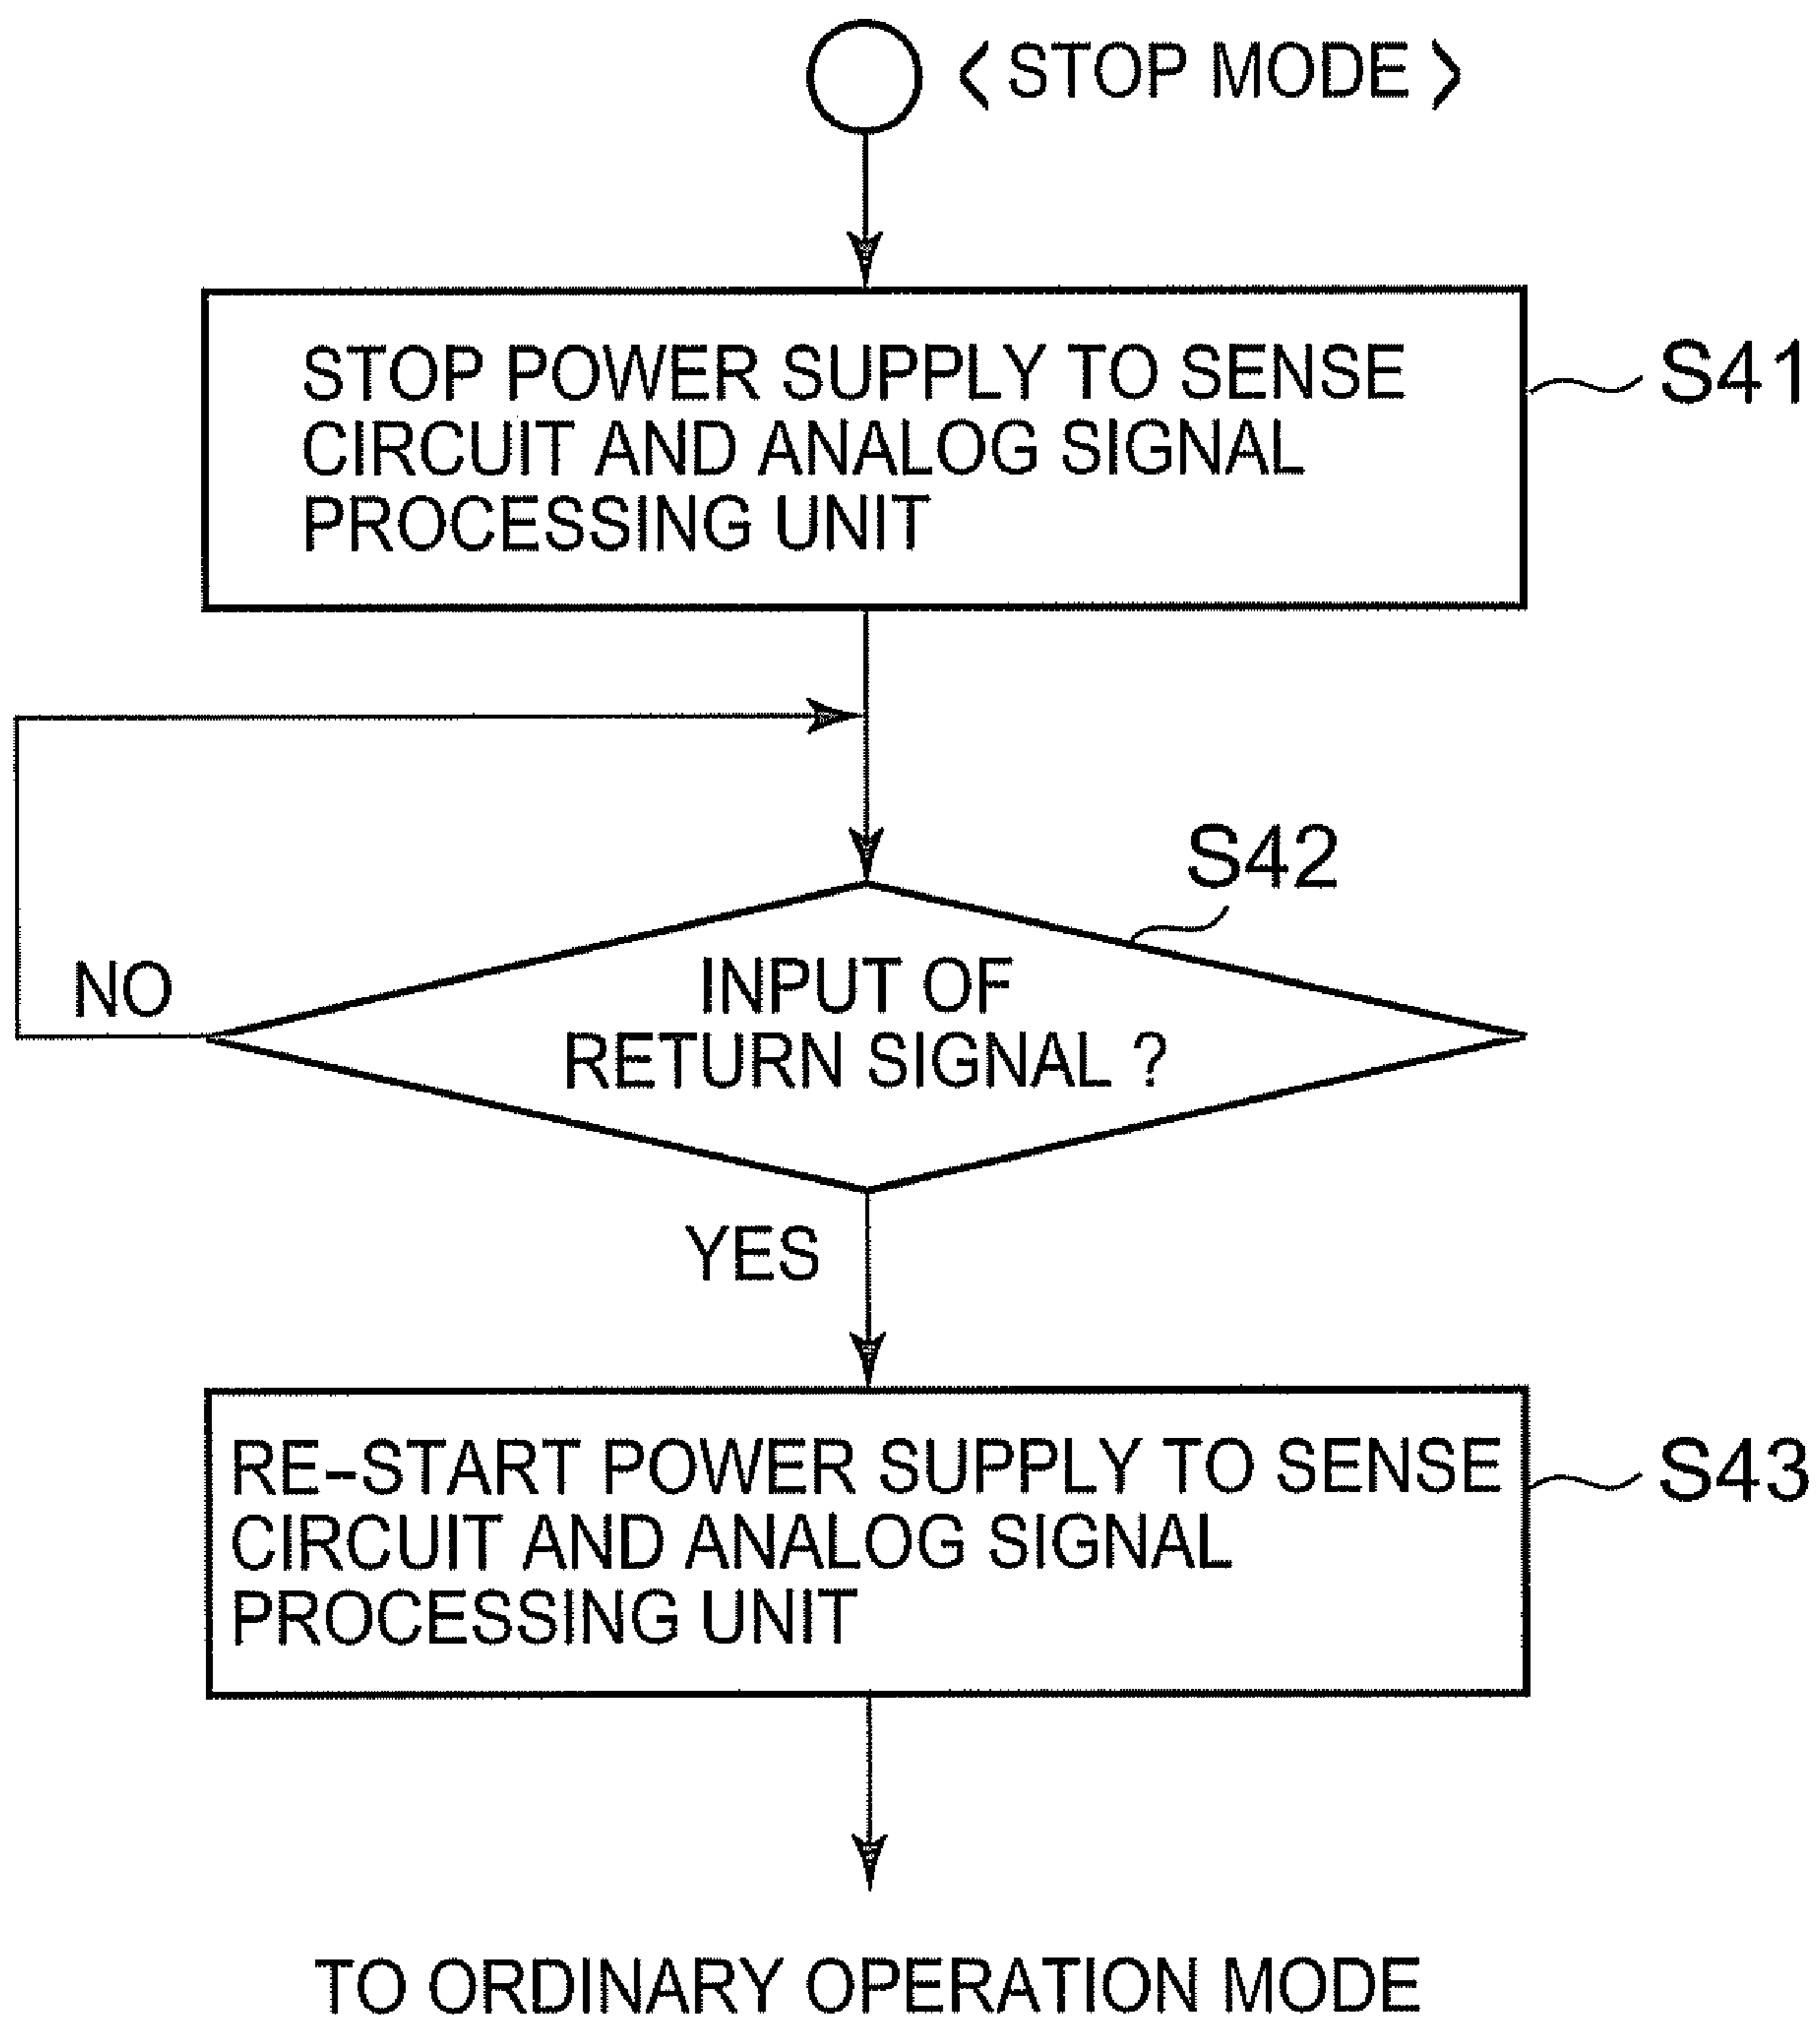 < STOP MODE >
STOP POWER SUPPLY TO SENSE
CIRCUIT AND ANALOG SIGNAL
PROCESSING UNIT
S41
S42
INPUT OF
RETURN SIGNAL ?
NO
YES
RE-START POWER SUPPLY TO SENSE
CIRCUIT AND ANALOG SIGNAL
PROCESSING UNIT
S43
TO ORDINARY OPERATION MODE